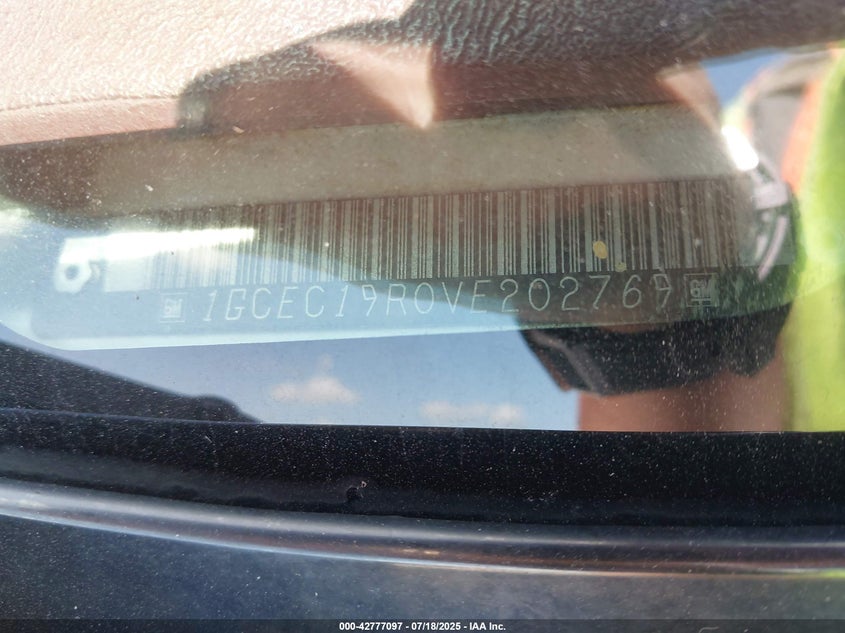 GM 1GCEC19R0VE202769 GM
000-42777097 - 07/18/2025 - IAA Inc.